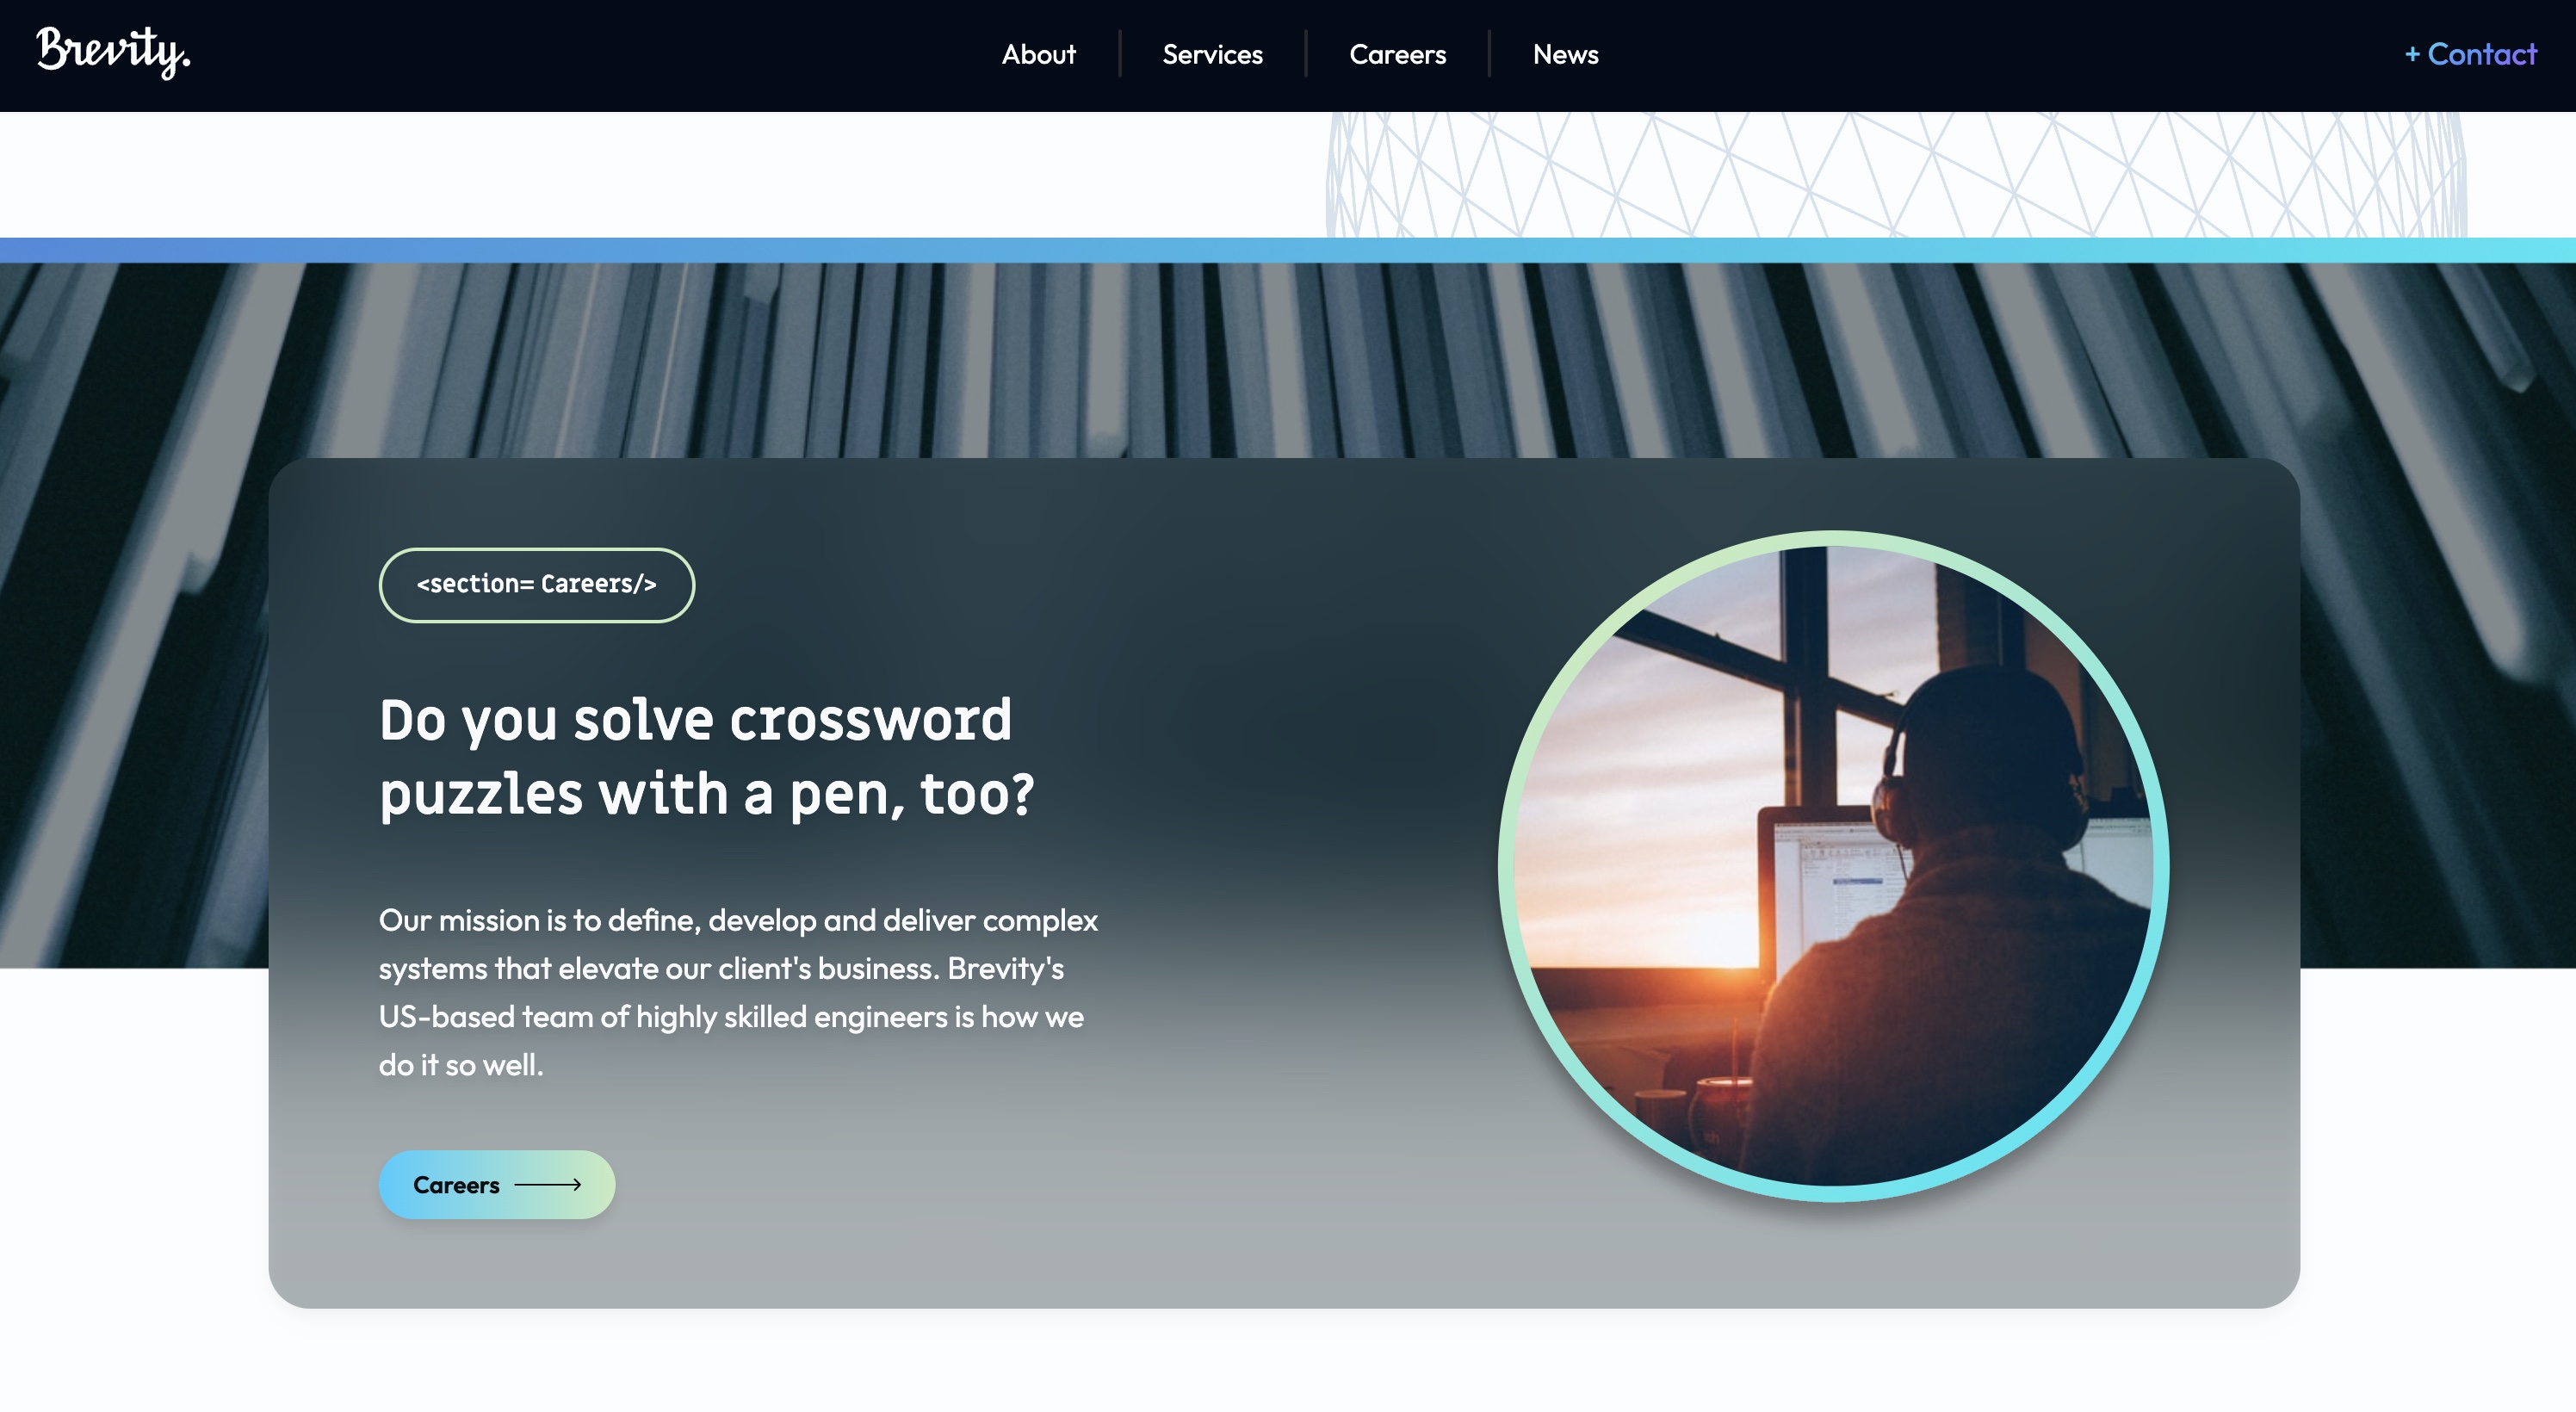 Brevity.
About
Services
Careers
News
+ Contact
<section= Careers/>
Do you solve crossword
puzzles with a pen, too?
Our mission is to define, develop and deliver complex
systems that elevate our client's business. Brevity's
US-based team of highly skilled engineers is how we
do it so well.
Careers